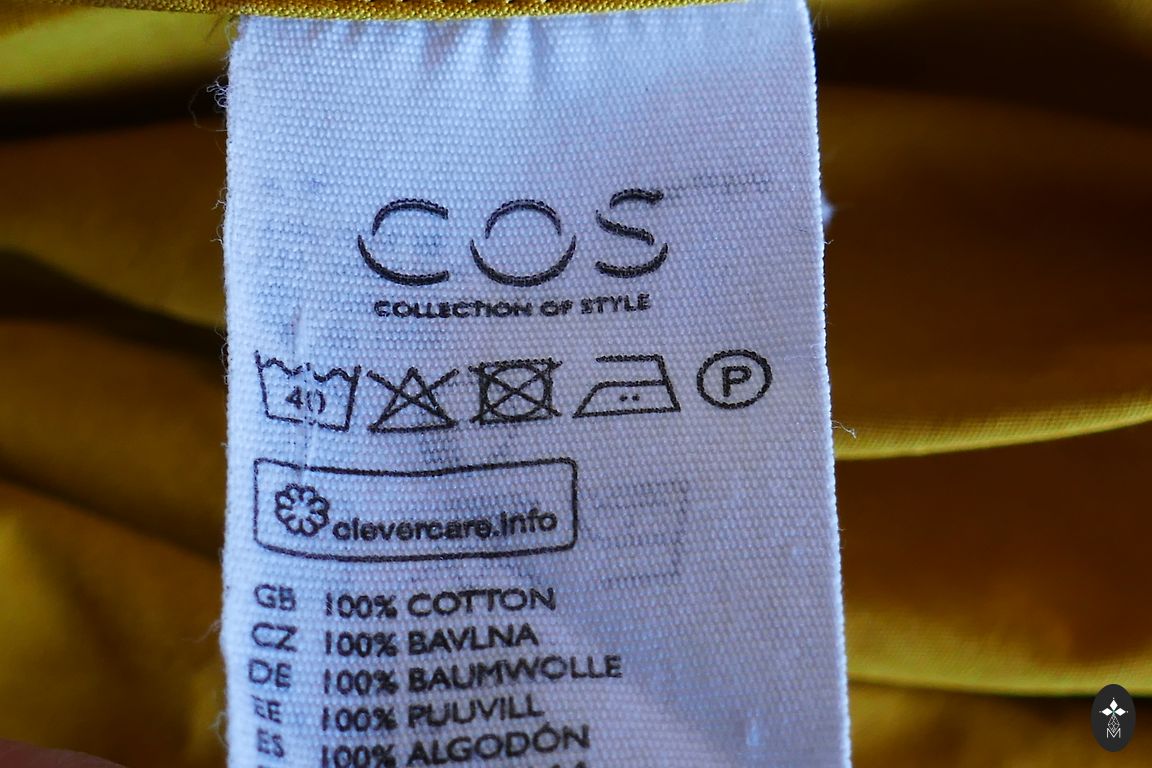 COS
COLLECTION OF STYLE
40 P
clevercare.info
GB 100% COTTON
CZ 100% BAVLNA
DE 100% BAUMWOLLE
EE 100% PUUVILL
ES 100% ALGODÓN
M